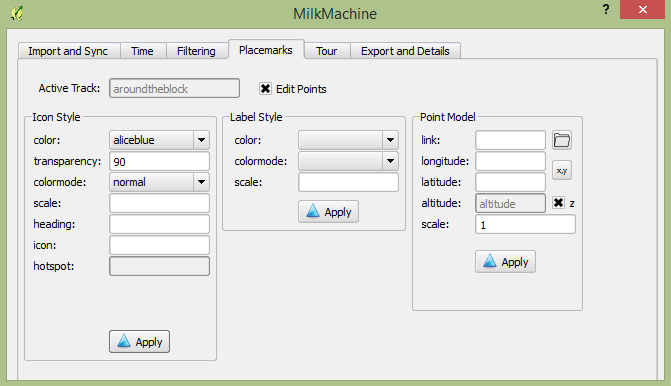 MilkMachine
?
Import and Sync Time Filtering Placemarks Tour Export and Details
Active Track: aroundtheblock Edit Points
Icon Style
color: aliceblue
transparency: 90
colormode: normal
scale:
heading:
icon:
hotspot:
Apply
Label Style
color:
colormode:
scale:
Apply
Point Model
link:
longitude:
x,y
latitude:
altitude: altitude z
scale: 1
Apply